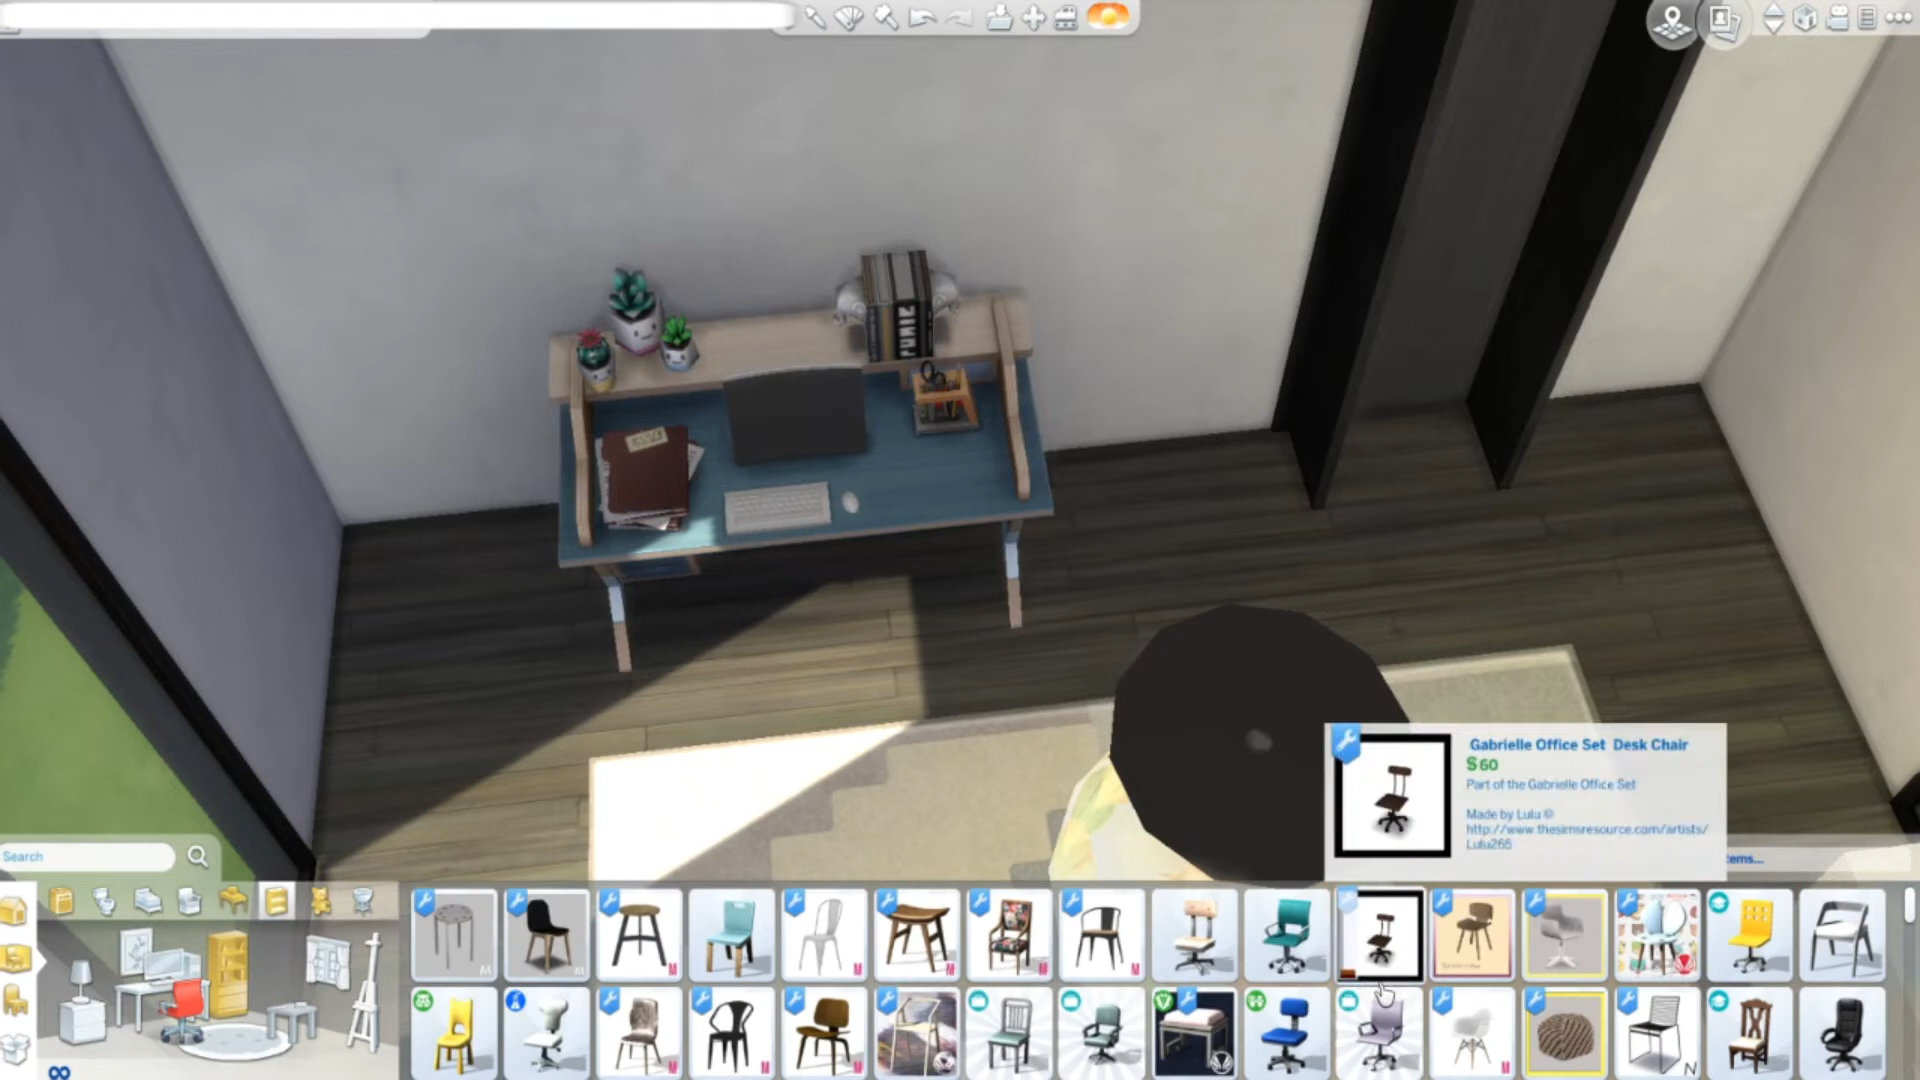 Gabrielle Office Set Desk Chair
$60
Part of the Gabrielle Office Set
Made by Lulu ©
http://www thesimsresource.com/artists/
Lulu265
tems...
Search